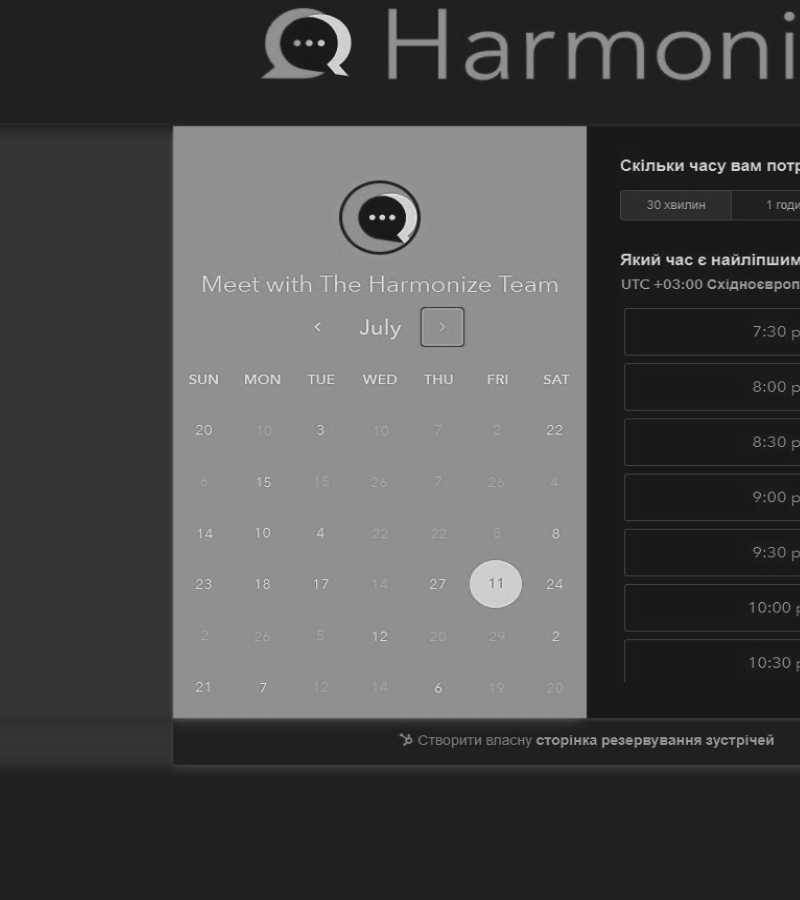 Harmoni
Meet with The Harmonize Team
July
SUN MON TUE WED THU FRI SAT
20 10 3 10 7 2 22
6 15 15 26 7 26 4
14 10 4 22 22 8 8
23 18 17 14 27 11 24
2 26 5 12 20 29 2
21 7 12 14 6 19 20
Скільки часу вам потр
30 хвилин 1 годи
Який час є найліпшим
UTC +03:00 Східноєвроп
7:30 р
8:00 р
8:30 р
9:00 р
9:30 р
10:00 р
10:30 р
Створити власну сторінка резервування зустрічей